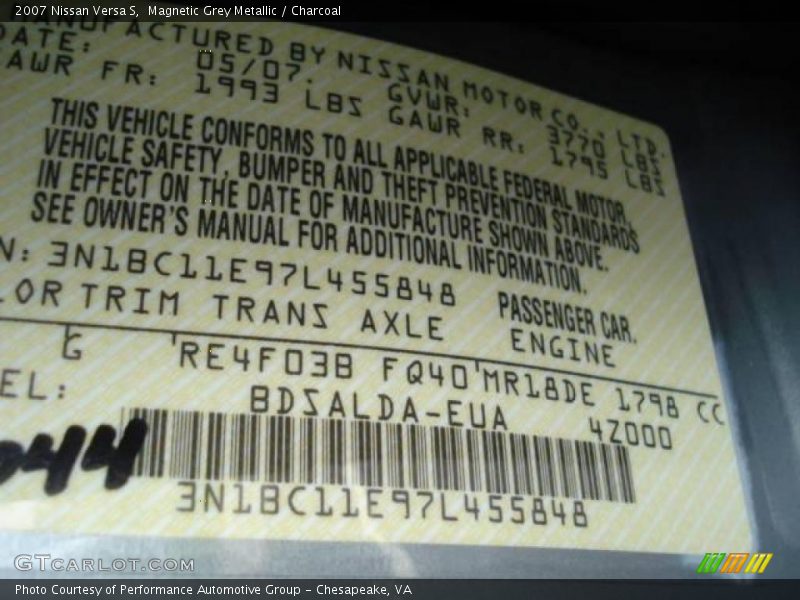 2007 Nissan Versa S, Magnetic Grey Metallic / Charcoal
MANUFACTURED BY NISSAN MOTOR CO., LTD.
DATE: 05/07. GVWR: 3770 LBS
GAWR FR: 1993 LBS GAWR RR: 1795 LBS
THIS VEHICLE CONFORMS TO ALL APPLICABLE FEDERAL MOTOR
VEHICLE SAFETY, BUMPER AND THEFT PREVENTION STANDARDS
IN EFFECT ON THE DATE OF MANUFACTURE SHOWN ABOVE.
SEE OWNER'S MANUAL FOR ADDITIONAL INFORMATION.
N: 3N1BC11E97L455848 PASSENGER CAR.
LOR TRIM TRANS AXLE ENGINE
G RE4F03B FQ40 MR18DE 1798 CC
EL: BDSALDA-EUA 42000
44
3N1BC11E97L455848
GTCARLOT.COM
Photo Courtesy of Performance Automotive Group - Chesapeake, VA